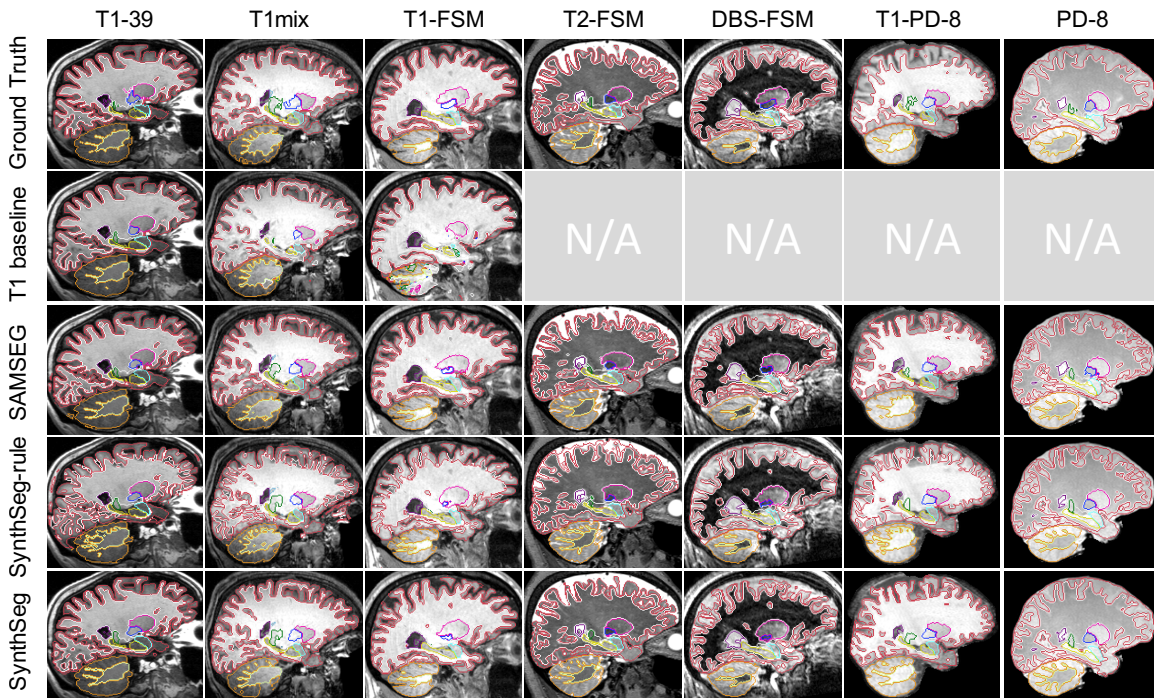 T1-39 T1mix T1-FSM T2-FSM DBS-FSM T1-PD-8 PD-8
Ground Truth
T1 baseline
N/A N/A N/A N/A
SAMSEG
SynthSeg-rule
SynthSeg